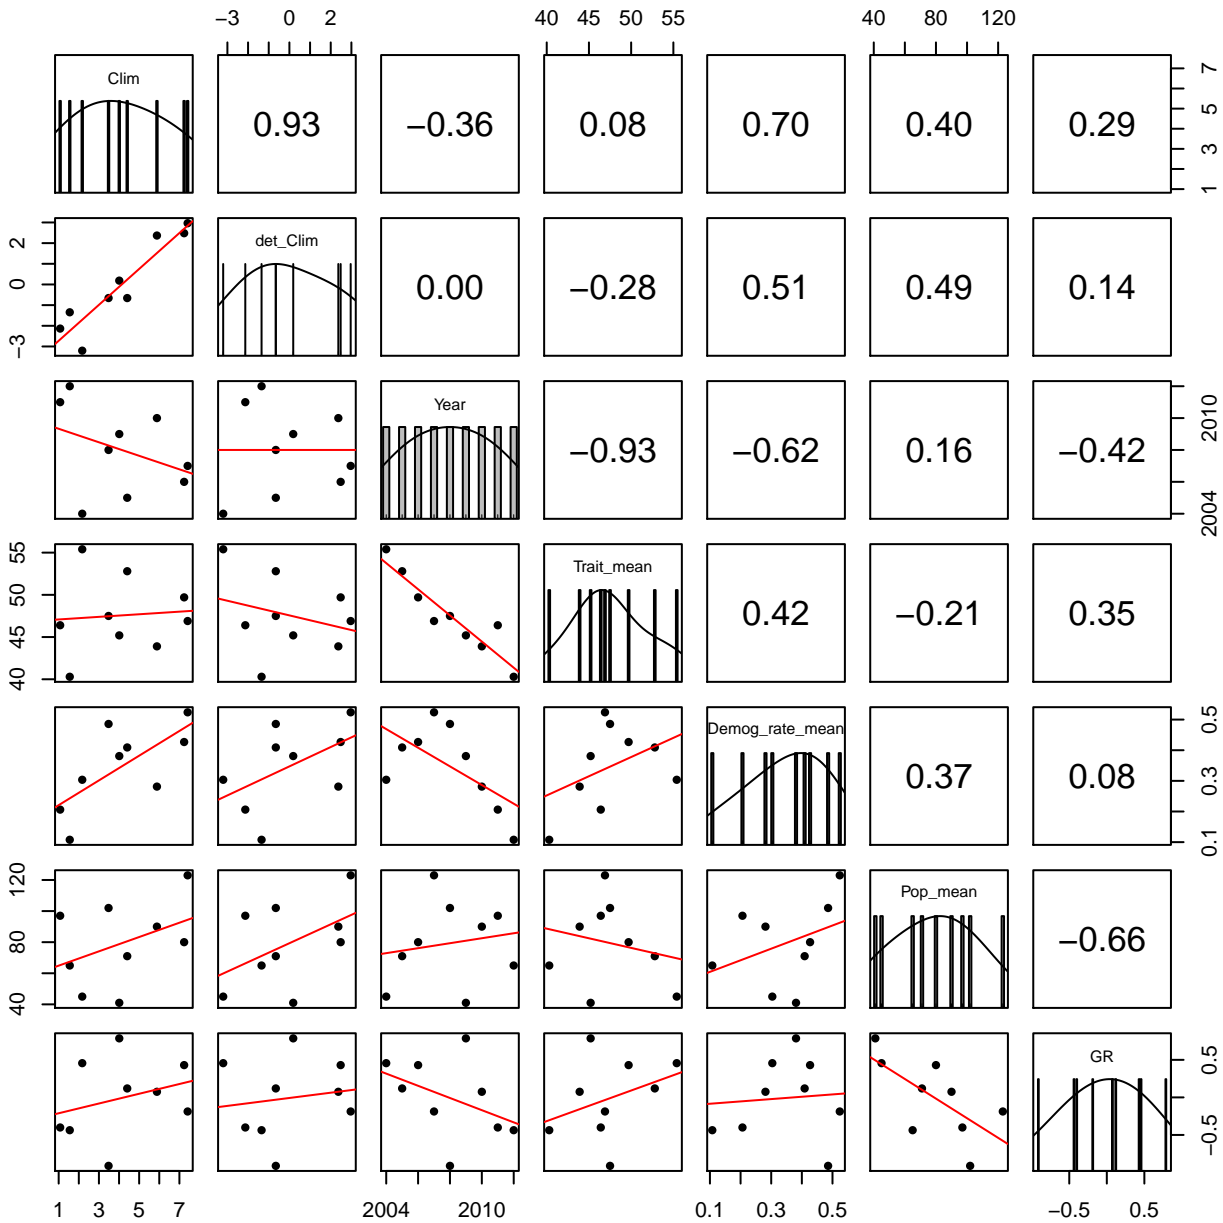 −3 0 2 40 45 50 55 40 80 120
Clim 0.93 −0.36 0.08 0.70 0.40 0.29 1 3 5 7
−3 0 2 det_Clim 0.00 −0.28 0.51 0.49 0.14
Year −0.93 −0.62 0.16 −0.42 2004 2010
40 45 50 55 Trait_mean 0.42 −0.21 0.35
Demog_rate_mean 0.37 0.08 0.1 0.3 0.5
40 80 120 Pop_mean −0.66
GR −0.5 0.5
1 3 5 7 2004 2010 0.1 0.3 0.5 −0.5 0.5